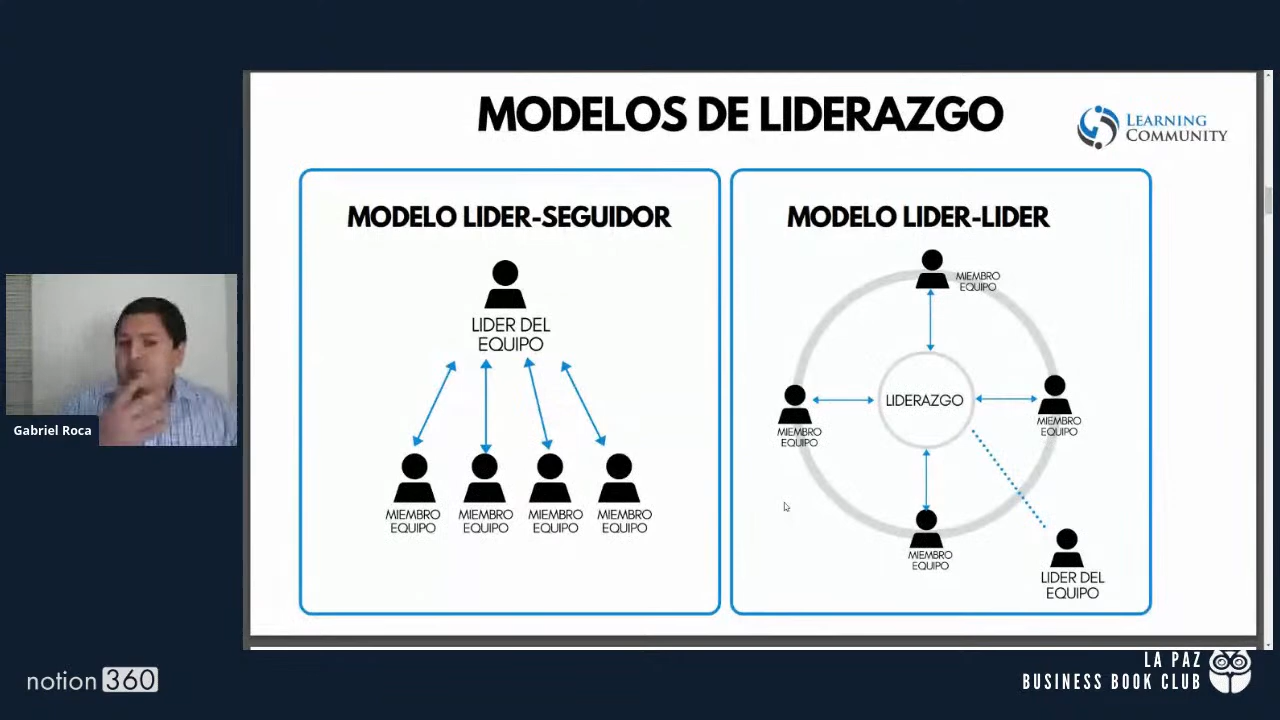 MODELOS DE LIDERAZGO
LEARNING
COMMUNITY
MODELO LIDER-SEGUIDOR
LIDER DEL
EQUIPO
MIEMBRO
EQUIPO
MIEMBRO
EQUIPO
MIEMBRO
EQUIPO
MIEMBRO
EQUIPO
MODELO LIDER-LIDER
MIEMBRO
EQUIPO
LIDERAZGO
MIEMBRO
EQUIPO
MIEMBRO
EQUIPO
MIEMBRO
EQUIPO
LIDER DEL
EQUIPO
Gabriel Roca
notion 360
LA PAZ
BUSINESS BOOK CLUB